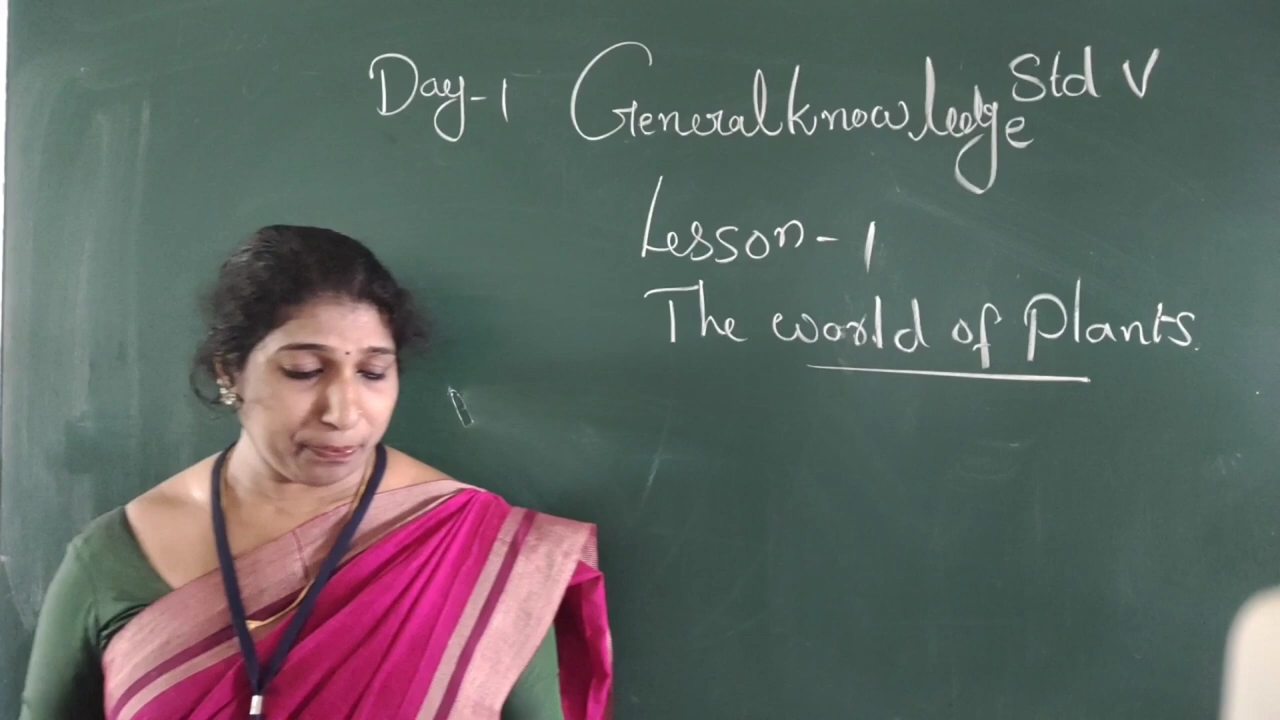 Day-1 Generalknowledge Std V
Lesson-1
The world of Plants.